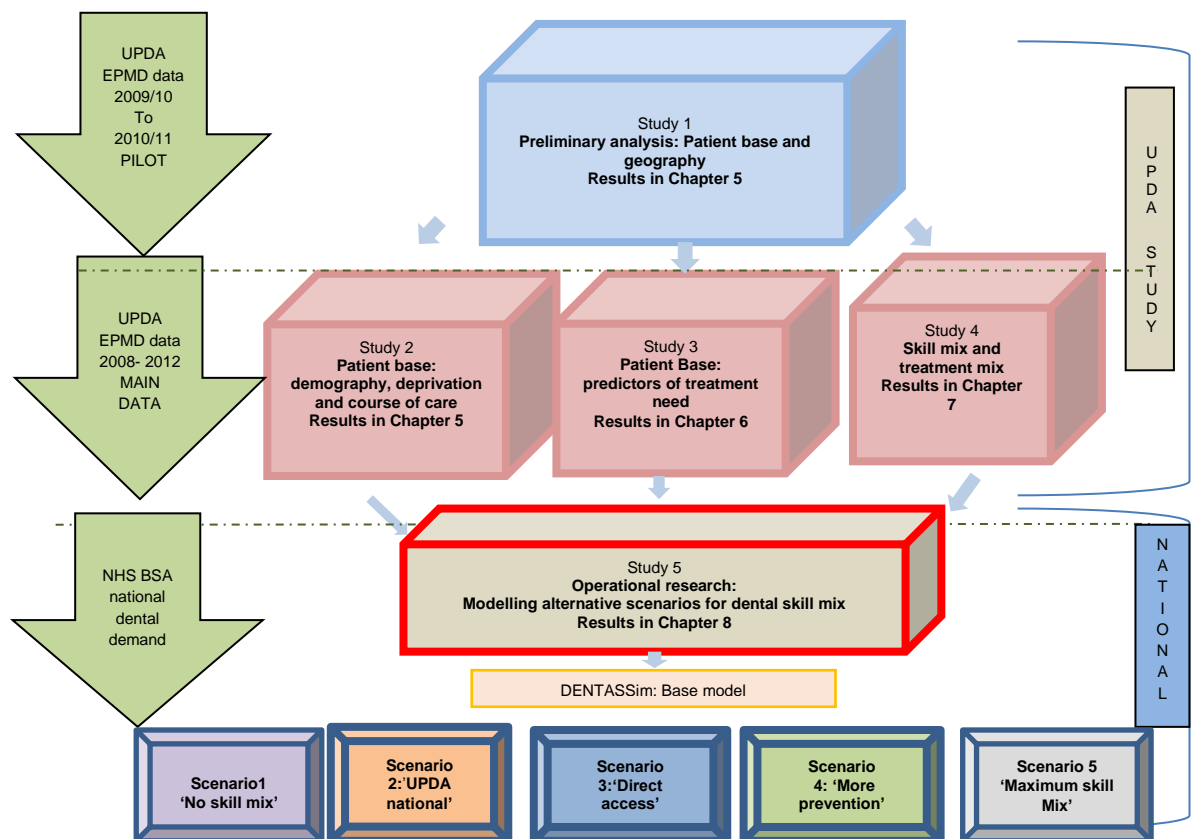 UPDA
EPMD data
2009/10
To
2010/11
PILOT
Study 1
Preliminary analysis: Patient base and
geography
Results in Chapter 5
UPDA STUDY
UPDA
EPMD data
2008- 2012
MAIN
DATA
Study 2
Patient base:
demography, deprivation
and course of care
Results in Chapter 5
Study 3
Patient Base:
predictors of treatment
need
Results in Chapter 6
Study 4
Skill mix and
treatment mix
Results in Chapter
7
NHS BSA
national
dental
demand
Study 5
Operational research:
Modelling alternative scenarios for dental skill mix
Results in Chapter 8
NATIONAL
DENTASSim: Base model
Scenario1
‘No skill mix’
Scenario
2:‘UPDA
national’
Scenario
3:‘Direct
access’
Scenario
4: ‘More
prevention’
Scenario 5
‘Maximum skill
Mix’